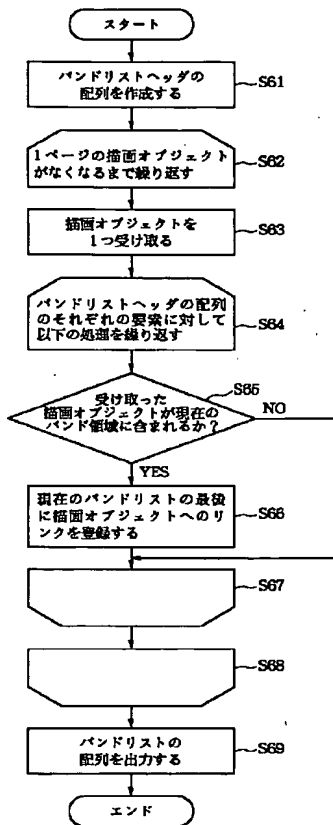 スタート
バンドリストヘッダの
配列を作成する
S61
1ページの描画オブジェクト
がなくなるまで繰り返す
S62
描画オブジェクトを
1つ受け取る
S63
バンドリストヘッダの配列
のそれぞれの要素に対して
以下の処理を繰り返す
S64
受け取った
描画オブジェクトが現在の
バンド領域に含まれるか?
S65
NO
YES
現在のバンドリストの最後
に描画オブジェクトへのリ
ンクを登録する
S66
S67
S68
バンドリストの
配列を出力する
S69
エンド